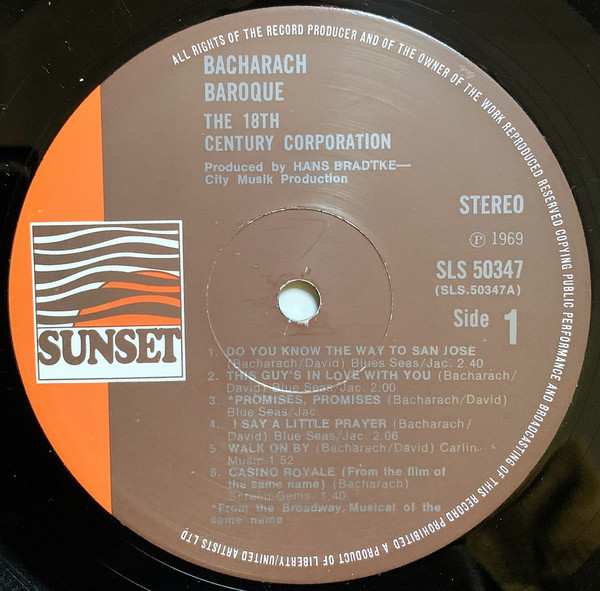 ALL RIGHTS OF THE RECORD PRODUCER AND OF THE OWNER OF THE WORK REPRODUCED RESERVED COPYING PUBLIC PERFORMANCE AND BROADCASTING OF THIS RECORD PROHIBITED A PRODUCT OF LIBERTY/UNITED ARTISTS LTD
BACHARACH
BAROQUE
THE 18TH
CENTURY CORPORATION
Produced by HANS BRADTKE—
City Musik Production
STEREO
℗ 1969
SLS 50347
(SLS.50347A)
Side 1
SUNSET
1. DO YOU KNOW THE WAY TO SAN JOSE
(Bacharach/David) Blues Seas/Jac. 2.40
2. THIS GUY'S IN LOVE WITH YOU (Bacharach/
David) Blue Seas/Jac. 2.00
3. *PROMISES, PROMISES (Bacharach/David)
Blue Seas/Jac
4. I SAY A LITTLE PRAYER (Bacharach/
David) Blue Seas/Jac. 2.06
5. WALK ON BY (Bacharach/David) Carlin
Music 1.52
6. CASINO ROYALE (From the film of
the same name) (Bacharach)
Screen Gems 1.40
*From the Broadway Musical of the
same name